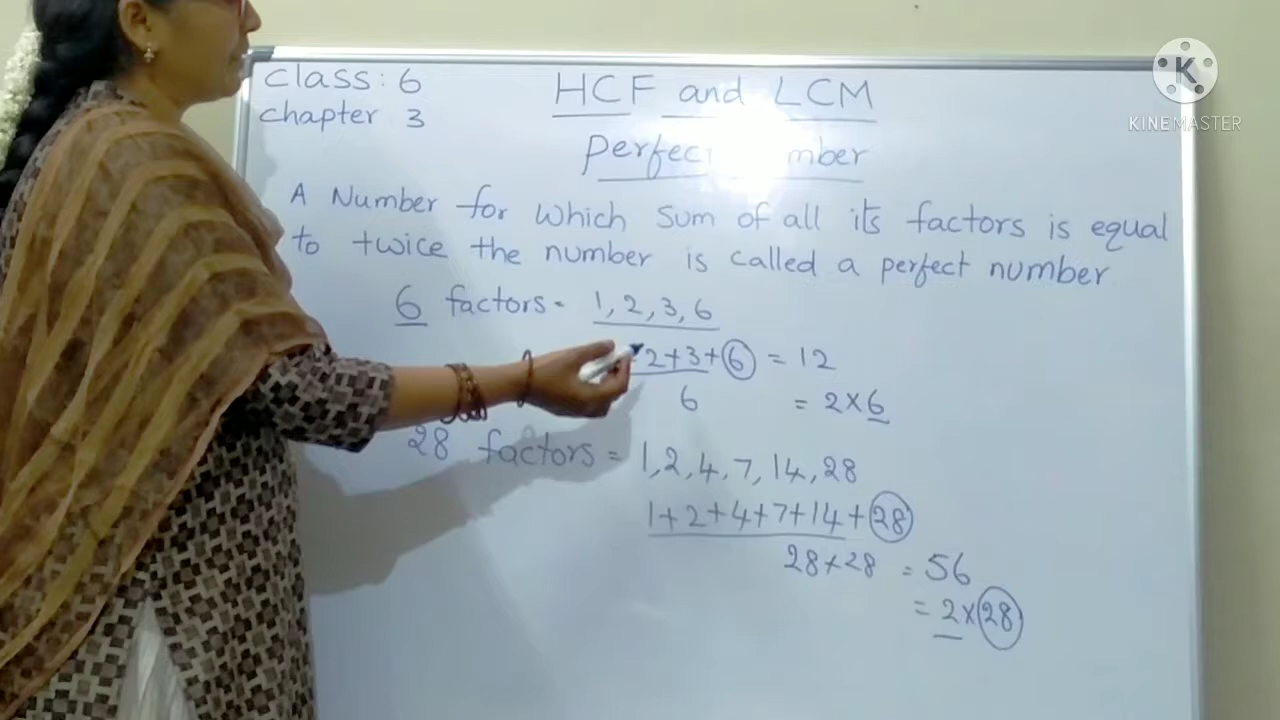 class: 6
HCF and LCM
chapter 3
K
KINEMASTER
Perfec mber
A Number for which sum of all its factors is equal
to twice the number is called a perfect number
6 factors = 1, 2, 3, 6
2+3+6 = 12
6 = 2×6
28 factors = 1, 2, 4, 7, 14, 28
1+2+4+7+14+28
28+28 = 56
= 2×28